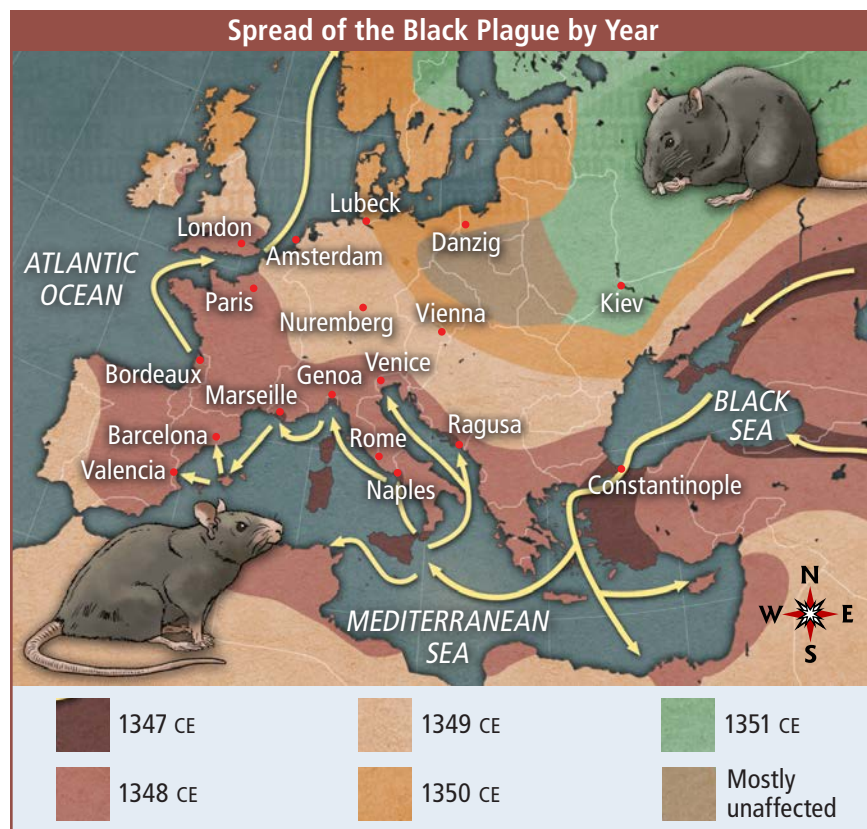 Spread of the Black Plague by Year
Lubeck
London
Amsterdam
Danzig
ATLANTIC
OCEAN
Paris
Kiev
Nuremberg
Vienna
Bordeaux
Genoa
Venice
Marseille
BLACK
SEA
Barcelona
Rome
Ragusa
Valencia
Naples
Constantinople
MEDITERRANEAN
SEA
N
W
E
S
1347 CE
1349 CE
1351 CE
1348 CE
1350 CE
Mostly
unaffected